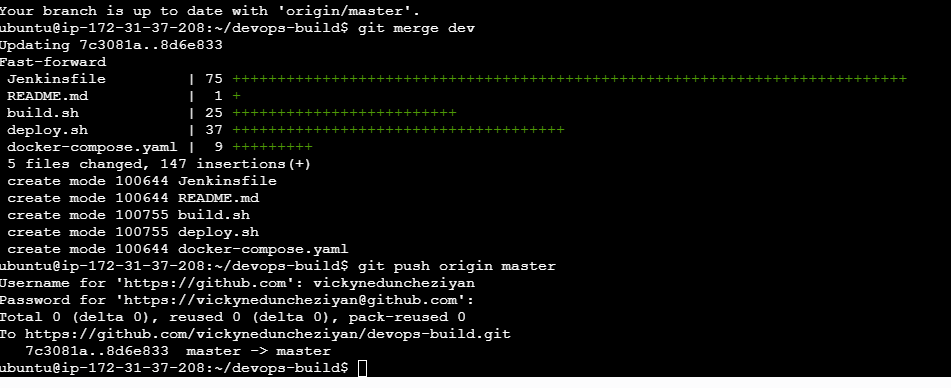 Your branch is up to date with 'origin/master'.
ubuntu@ip-172-31-37-208:~/devops-build$ git merge dev
Updating 7c3081a..8d6e833
Fast-forward
 Jenkinsfile         | 75 +++++++++++++++++++++++++++++++++++++++++++++++++++++++++++++++++++++++++++
 README.md           |  1 +
 build.sh            | 25 +++++++++++++++++++++++++
 deploy.sh           | 37 +++++++++++++++++++++++++++++++++++++
 docker-compose.yaml |  9 +++++++++
 5 files changed, 147 insertions(+)
 create mode 100644 Jenkinsfile
 create mode 100644 README.md
 create mode 100755 build.sh
 create mode 100755 deploy.sh
 create mode 100644 docker-compose.yaml
ubuntu@ip-172-31-37-208:~/devops-build$ git push origin master
Username for 'https://github.com': vickyneduncheziyan
Password for 'https://vickyneduncheziyan@github.com':
Total 0 (delta 0), reused 0 (delta 0), pack-reused 0
To https://github.com/vickyneduncheziyan/devops-build.git
   7c3081a..8d6e833  master -> master
ubuntu@ip-172-31-37-208:~/devops-build$